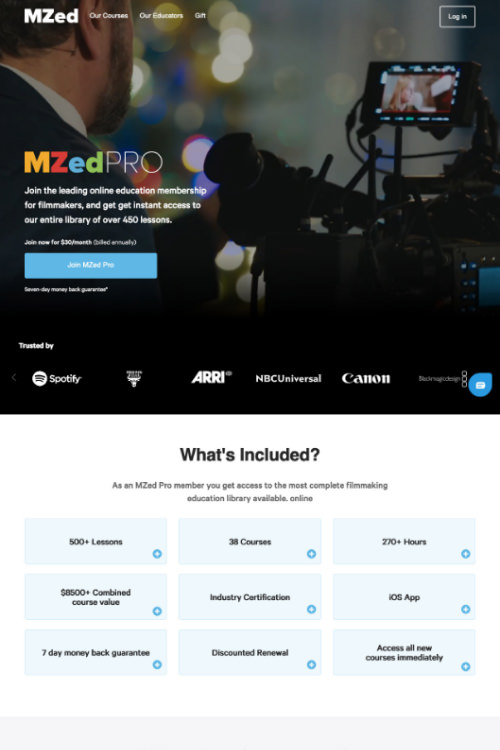 MZed Our Courses Our Educators Gift Log in
MZedPRO
Join the leading online education membership
for filmmakers, and get get instant access to
our entire library of over 450 lessons.
Join now for $30/month (billed annually)
Join MZed Pro
Seven-day money back guarantee*
Trusted by
Spotify ARRI NBCUniversal Canon Blackmagicdesign
What's Included?
As an MZed Pro member you get access to the most complete filmmaking
education library available. online
500+ Lessons 38 Courses 270+ Hours
$8500+ Combined
course value
Industry Certification iOS App
7 day money back guarantee Discounted Renewal
Access all new
courses immediately